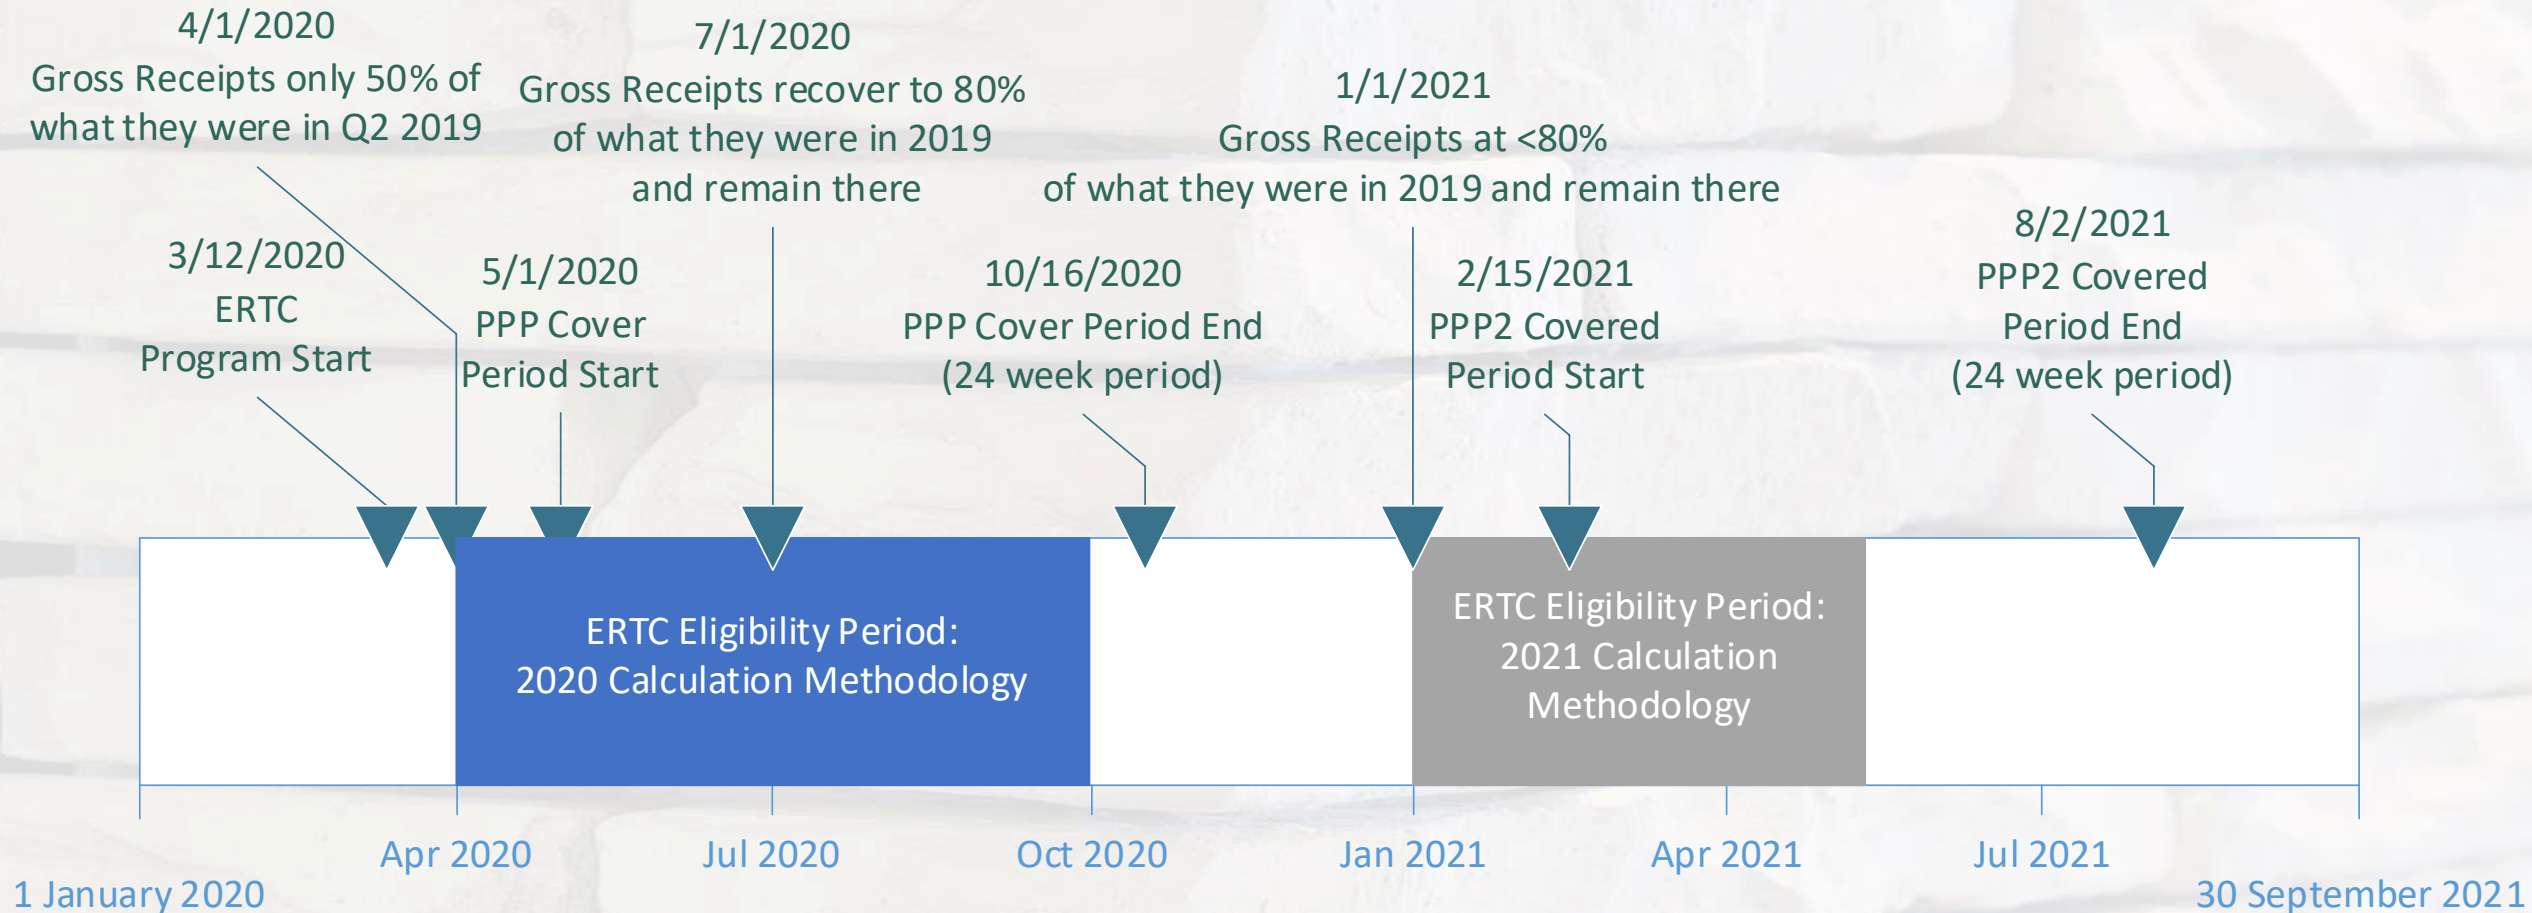 4/1/2020
Gross Receipts only 50% of
what they were in Q2 2019
7/1/2020
Gross Receipts recover to 80%
of what they were in 2019
and remain there
1/1/2021
Gross Receipts at <80%
of what they were in 2019 and remain there
3/12/2020
ERTC
Program Start
5/1/2020
PPP Cover
Period Start
10/16/2020
PPP Cover Period End
(24 week period)
2/15/2021
PPP2 Covered
Period Start
8/2/2021
PPP2 Covered
Period End
(24 week period)
ERTC Eligibility Period:
2020 Calculation Methodology
ERTC Eligibility Period:
2021 Calculation
Methodology
Apr 2020
Jul 2020
Oct 2020
Jan 2021
Apr 2021
Jul 2021
1 January 2020
30 September 2021